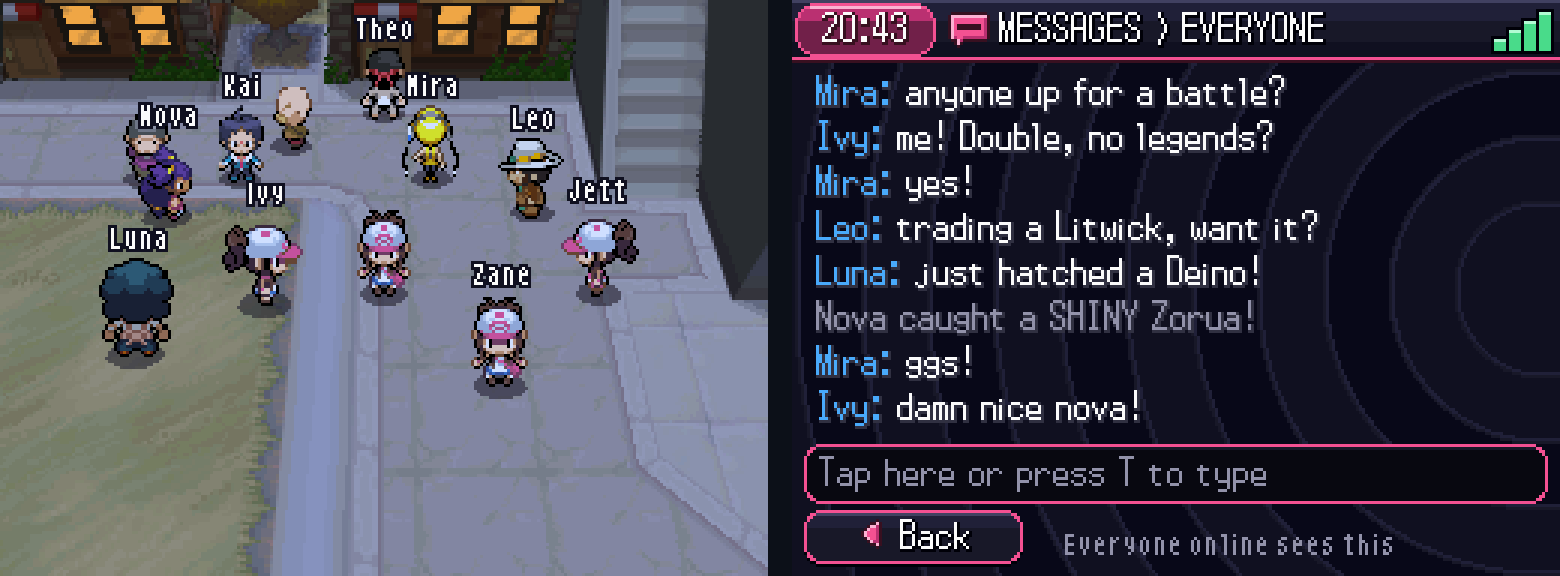 Theo
Kai
Mira
Nova
Leo
Ivy
Jett
Luna
Zane
20:43
MESSAGES ⟩ EVERYONE
Mira: anyone up for a battle?
Ivy: me! Double, no legends?
Mira: yes!
Leo: trading a Litwick, want it?
Luna: just hatched a Deino!
Nova caught a SHINY Zorua!
Mira: ggs!
Ivy: damn nice nova!
Tap here or press T to type
Back
Everyone online sees this